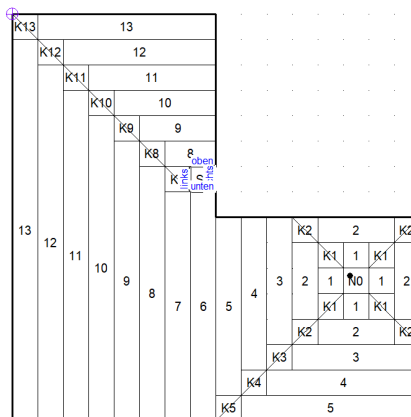 K13 13
K12 12
K11 11
K10 10
K9 9
K8 8
oben
K
links
unten
13 12 11 10 9 8 7 6 5 4 3 2
K2 2 K2
K1 1 K1
1 N0 1 2
K1 1 K1
K2 2 K2
K3 3
K4 4
K5 5